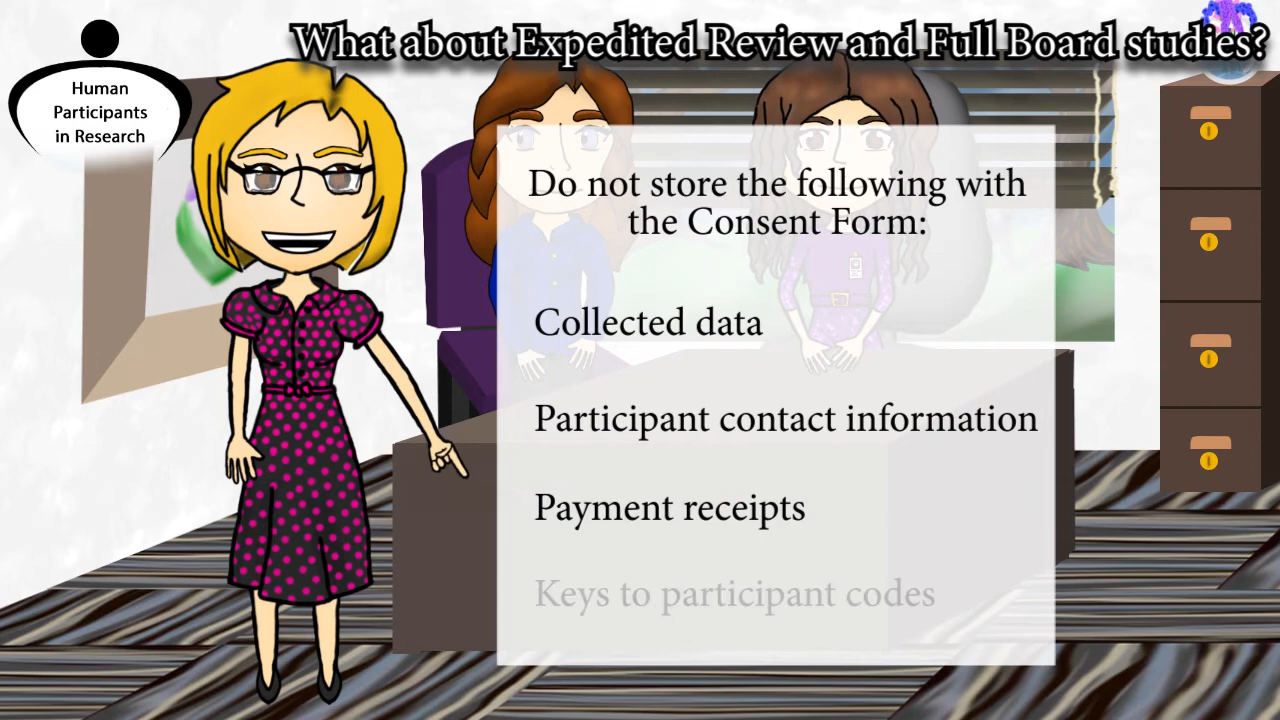 What about Expedited Review and Full Board studies?
Human
Participants
in Research
Do not store the following with
the Consent Form:
Collected data
Participant contact information
Payment receipts
Keys to participant codes